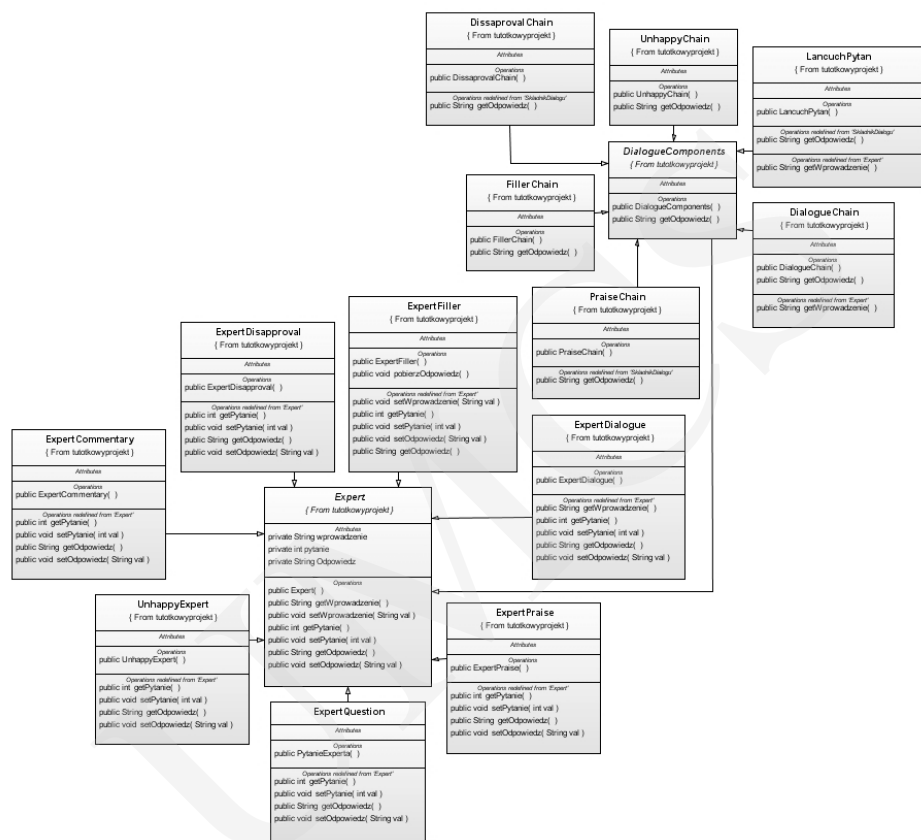 DissaprovalChain
{ From tutotkowyprojekt }
Attributes
Operations
public DissaprovalChain( )
Operations redefined from 'SkladnikDialogu'
public String getOdpowiedz( )
UnhappyChain
{ From tutotkowyprojekt }
Attributes
Operations
public UnhappyChain( )
public String getOdpowiedz( )
LancuchPytan
{ From tutotkowyprojekt }
Attributes
Operations
public LancuchPytan( )
Operations redefined from 'SkladnikDialogu'
public String getOdpowiedz( )
Operations redefined from 'Expert'
public String getWprowadzenie( )
DialogueComponents
{ From tutotkowyprojekt }
Attributes
Operations
public DialogueComponents( )
public String getOdpowiedz( )
FillerChain
{ From tutotkowyprojekt }
Attributes
Operations
public FillerChain( )
public String getOdpowiedz( )
DialogueChain
{ From tutotkowyprojekt }
Attributes
Operations
public DialogueChain( )
public String getOdpowiedz( )
Operations redefined from 'Expert'
public String getWprowadzenie( )
PraiseChain
{ From tutotkowyprojekt }
Attributes
Operations
public PraiseChain( )
Operations redefined from 'SkladnikDialogu'
public String getOdpowiedz( )
ExpertFiller
{ From tutotkowyprojekt }
Attributes
Operations
public ExpertFiller( )
public void pobierzOdpowiedz( )
Operations redefined from 'Expert'
public void setWprowadzenie( String val )
public int getPytanie( )
public void setPytanie( int val )
public void setOdpowiedz( String val )
public String getOdpowiedz( )
ExpertDisapproval
{ From tutotkowyprojekt }
Attributes
Operations
public ExpertDisapproval( )
Operations redefined from 'Expert'
public int getPytanie( )
public void setPytanie( int val )
public String getOdpowiedz( )
public void setOdpowiedz( String val )
ExpertDialogue
{ From tutotkowyprojekt }
Attributes
Operations
public ExpertDialogue( )
Operations redefined from 'Expert'
public String getWprowadzenie( )
public int getPytanie( )
public void setPytanie( int val )
public String getOdpowiedz( )
public void setOdpowiedz( String val )
ExpertCommentary
{ From tutotkowyprojekt }
Attributes
Operations
public ExpertCommentary( )
Operations redefined from 'Expert'
public int getPytanie( )
public void setPytanie( int val )
public String getOdpowiedz( )
public void setOdpowiedz( String val )
Expert
{ From tutotkowyprojekt }
Attributes
private String wprowadzenie
private int pytanie
private String Odpowiedz
Operations
public Expert( )
public String getWprowadzenie( )
public void setWprowadzenie( String val )
public int getPytanie( )
public void setPytanie( int val )
public String getOdpowiedz( )
public void setOdpowiedz( String val )
UnhappyExpert
{ From tutotkowyprojekt }
Attributes
Operations
public UnhappyExpert( )
Operations redefined from 'Expert'
public int getPytanie( )
public void setPytanie( int val )
public String getOdpowiedz( )
public void setOdpowiedz( String val )
ExpertPraise
{ From tutotkowyprojekt }
Attributes
Operations
public ExpertPraise( )
Operations redefined from 'Expert'
public int getPytanie( )
public void setPytanie( int val )
public String getOdpowiedz( )
public void setOdpowiedz( String val )
ExpertQuestion
{ From tutotkowyprojekt }
Attributes
Operations
public PytanieExperta( )
Operations redefined from 'Expert'
public int getPytanie( )
public void setPytanie( int val )
public String getOdpowiedz( )
public void setOdpowiedz( String val )
UMCS